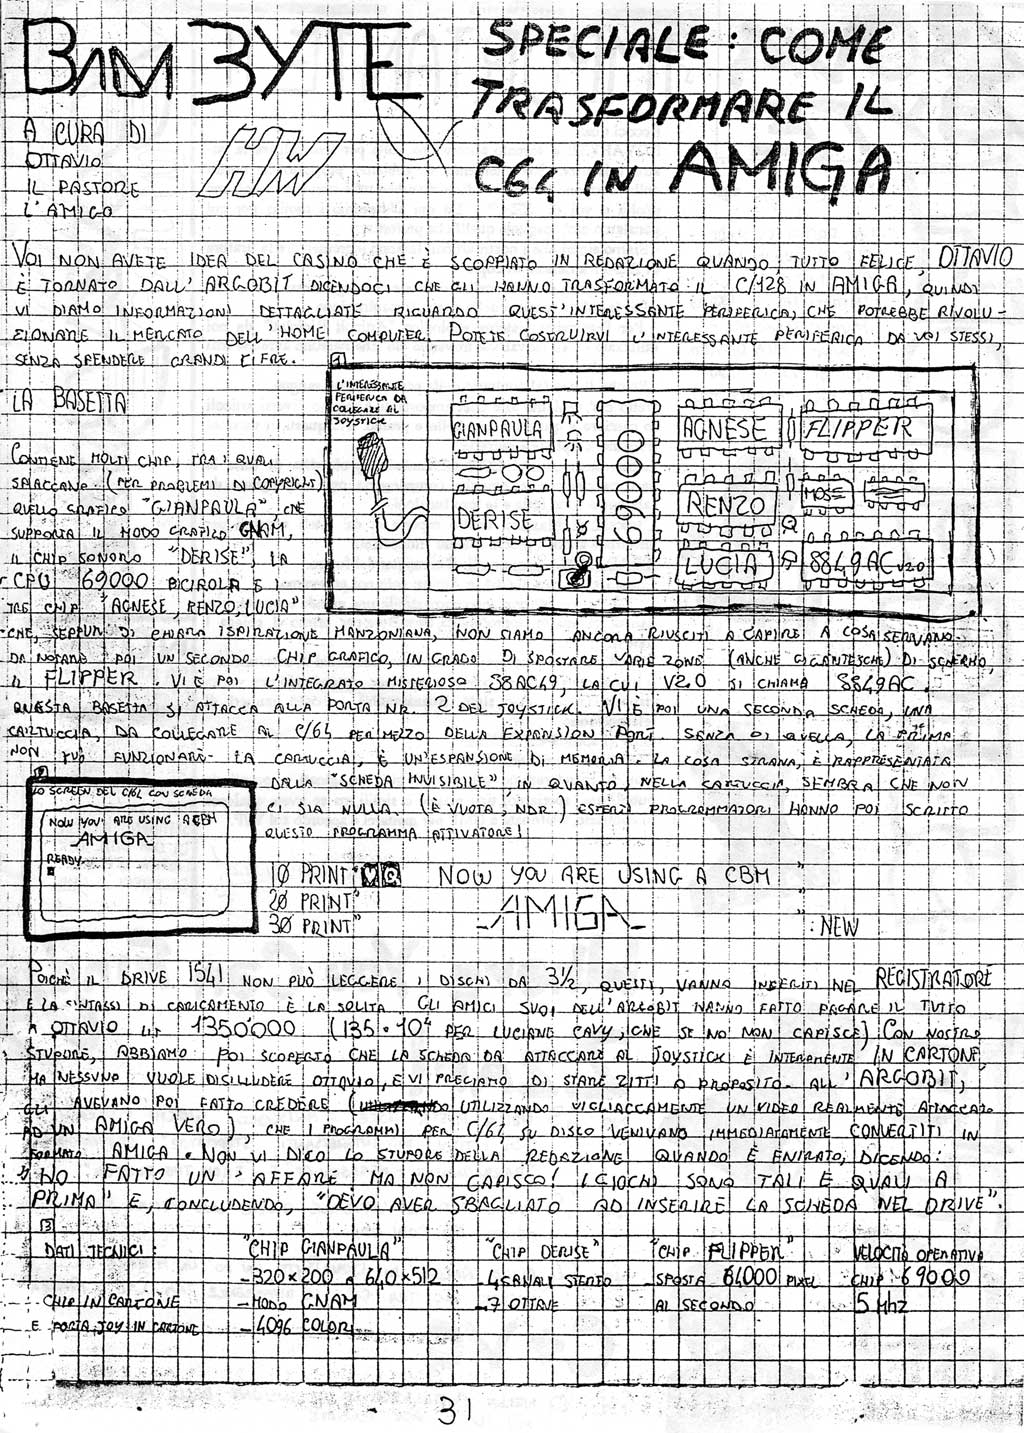 BAM BYTE
SPECIALE: COME
TRASFORMARE IL
C64 IN AMIGA
A CURA DI
OTTAVIO
IL PASTORE
L'AMIGO
HW
VOI NON AVETE IDEA DEL CASINO CHE È SCOPPIATO IN REDAZIONE QUANDO, TUTTO FELICE, OTTAVIO
È TORNATO DALL'ARGOBIT DICENDOCI CHE GLI HANNO TRASFORMATO IL C/128 IN AMIGA, QUINDI
VI DIAMO INFORMAZIONI DETTAGLIATE RIGUARDO QUEST'INTERESSANTE PERIFERICA, CHE POTREBBE RIVOLU-
ZIONARE IL MERCATO DELL'HOME COMPUTER. POTETE COSTRUIRVI L'INTERESSANTE PERIFERICA DA VOI STESSI,
SENZA SPENDERE GRANDI CIFRE.
1
L'INTERESSANTE
PERIFERICA DA
COLLEGARE AL
JOYSTICK
GIANPAULA
DERISE
69000
AGNESE
RENZO
LUCIA
FLIPPER
MOSE
8849AC V2.0
LA BASETTA
CONTIENE MOLTI CHIP, TRA I QUALI
SPIACCANO (PER PROBLEMI DI COPYRIGHT)
QUELLO GRAFICO "GIANPAULA", CHE
SUPPORTA IL MODO GRAFICO GNAM,
IL CHIP SONORO "DERISE", LA
CPU 69000 BICIROLA E I
TRE CHIP "AGNESE, RENZO, LUCIA"
CHE, SEPPUR DI CHIARA ISPIRAZIONE MANZONIANA, NON SIAMO ANCORA RIUSCITI A CAPIRE A COSA SERVANO.
DA NOTARE POI UN SECONDO CHIP GRAFICO, IN GRADO DI SPOSTARE VARIE ZONE (ANCHE GIGANTESCHE) DI SCHERMO,
IL FLIPPER. VI È POI L'INTEGRATO MISTERIOSO 88AC49, LA CUI V2.0 SI CHIAMA 8849AC.
QUESTA BASETTA SI ATTACCA ALLA PORTA NR. 2 DEL JOYSTICK. VI È POI UNA SECONDA SCHEDA, UNA
CARTUCCIA, DA COLLEGARE AL C/64 PER MEZZO DELLA EXPANSION PORT. SENZA DI QUELLA, LA PRIMA
NON PUÒ FUNZIONARE. LA CARTUCCIA, È UN'ESPANSIONE DI MEMORIA. LA COSA STRANA, È RAPPRESENTATA
DALLA "SCHEDA INVISIBILE", IN QUANTO, NELLA CARTUCCIA, SEMBRA CHE NON
CI SIA NULLA. (È VUOTA, NDR.) ESPERTI PROGRAMMATORI HANNO POI SCRITTO
QUESTO PROGRAMMA ATTIVATORE!
2
LO SCREEN DEL C/64 CON SCHEDA
NOW YOU ARE USING A CBM
AMIGA
READY.
10 PRINT"♥Q NOW YOU ARE USING A CBM "
20 PRINT" _AMIGA_
30 PRINT" ":NEW
POICHÈ IL DRIVE 1541 NON PUÒ LEGGERE I DISCHI DA 3½, QUESTI, VANNO INSERITI NEL REGISTRATORE
E LA SINTASSI DI CARICAMENTO È LA SOLITA. GLI AMICI SUOI DELL'ARGOBIT HANNO FATTO PAGARE IL TUTTO
A OTTAVIO LIT 1350'000 (135•10⁴ PER LUCIANE CAVY, CHE SE NO NON CAPISCE) CON NOSTRO
STUPORE, ABBIAMO POI SCOPERTO CHE LA SCHEDA DA ATTACCARE AL JOYSTICK È INTERAMENTE IN CARTONE,
MA NESSUNO VUOLE DISILLUDERE OTTAVIO, E VI PREGIAMO DI STARE ZITTI A PROPOSITO. ALL'ARGOBIT,
GLI AVEVANO POI FATTO CREDERE (UTILIZZANDO VIGLIACCAMENTE UN VIDEO REALMENTE ATTACCATO
AD UN AMIGA VERO), CHE I PROGRAMMI PER C/64 SU DISCO VENIVANO IMMEDIATAMENTE CONVERTITI IN
FORMATO AMIGA. NON VI DICO LO STUPORE DELLA REDAZIONE QUANDO È ENTRATO, DICENDO:
"HO FATTO UN'AFFARE, MA NON CAPISCO! I GIOCHI SONO TALI E QUALI A
PRIMA" E, CONCLUDENDO, "DEVO AVER SBAGLIATO AD INSERIRE LA SCHEDA NEL DRIVE".
3
DATI TECNICI: "CHIP GIANPAULA" "CHIP DERISE" "CHIP FLIPPER" VELOCITÀ OPERATIVA
-320×200 a 640×512 -4 CANALI STEREO SPOSTA 64000 PIXEL CHIP 69000
CHIP IN CARTONE -MODO GNAM -7 OTTAVE AL SECONDO 5 MHz
E PORTA JOY IN CARTONE -4096 COLORI
31